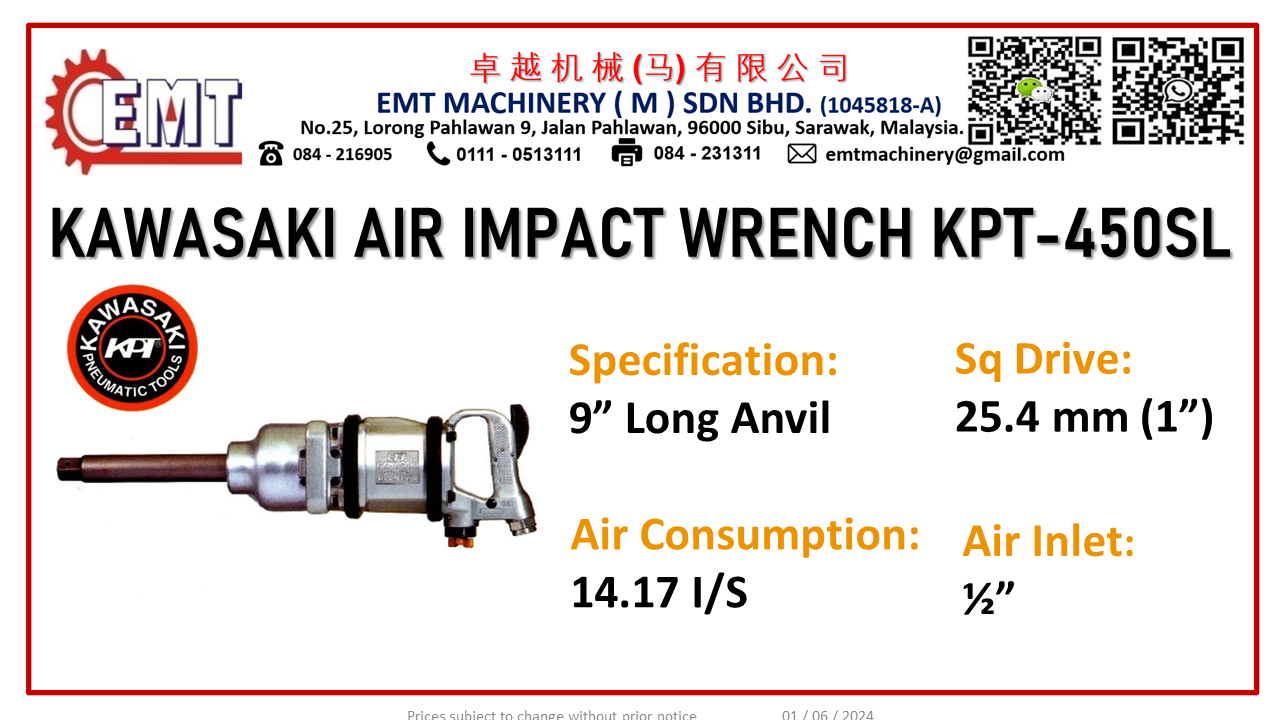 EMT
卓越机械(马)有限公司
EMT MACHINERY ( M ) SDN BHD. (1045818-A)
No.25, Lorong Pahlawan 9, Jalan Pahlawan, 96000 Sibu, Sarawak, Malaysia.
084 - 216905 0111 - 0513111 084 - 231311 emtmachinery@gmail.com
KAWASAKI AIR IMPACT WRENCH KPT-450SL
KAWASAKI
KPT®
PNEUMATIC TOOLS
Specification:
9” Long Anvil
Sq Drive:
25.4 mm (1”)
Air Consumption:
14.17 I/S
Air Inlet:
½”
Prices subject to change without prior notice 01 / 06 / 2024